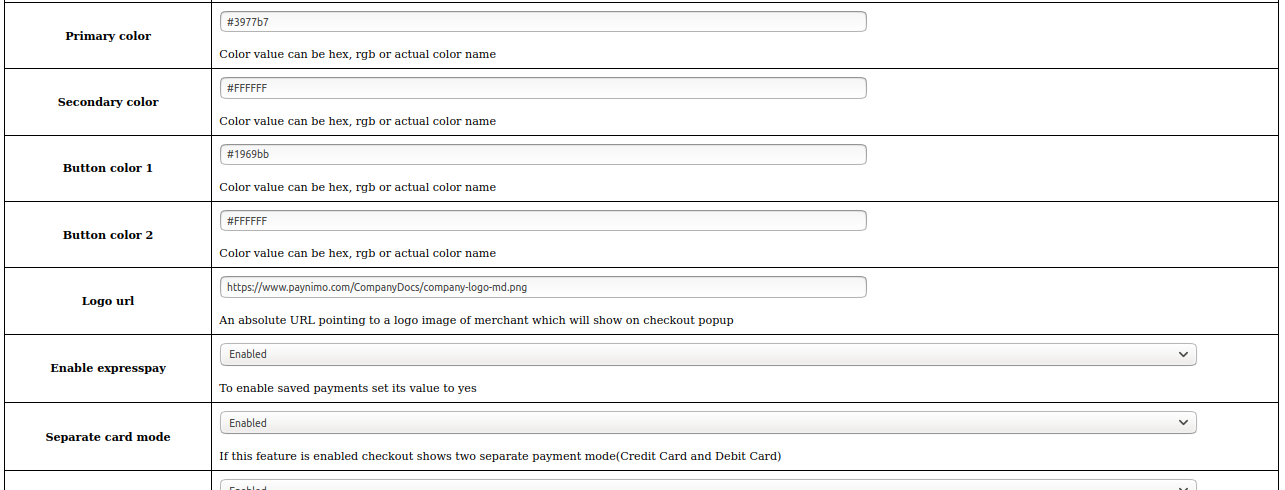 Primary color
#3977b7
Color value can be hex, rgb or actual color name
Secondary color
#FFFFFF
Color value can be hex, rgb or actual color name
Button color 1
#1969bb
Color value can be hex, rgb or actual color name
Button color 2
#FFFFFF
Color value can be hex, rgb or actual color name
Logo url
https://www.paynimo.com/CompanyDocs/company-logo-md.png
An absolute URL pointing to a logo image of merchant which will show on checkout popup
Enable expresspay
Enabled
To enable saved payments set its value to yes
Separate card mode
Enabled
If this feature is enabled checkout shows two separate payment mode(Credit Card and Debit Card)
Enabled